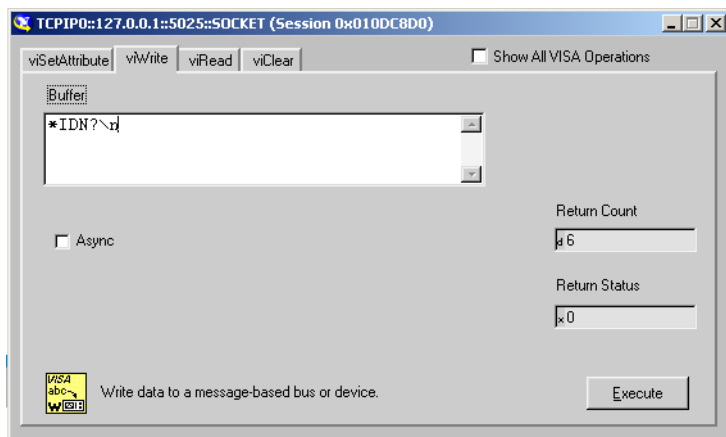 TCPIP0::127.0.0.1::5025::SOCKET (Session 0x010DC8D0)
viSetAttribute viWrite viRead viClear
Show All VISA Operations
Buffer
*IDN?\n
Return Count
d 6
Async
Return Status
x 0
VISA
abc
W
Write data to a message-based bus or device.
Execute